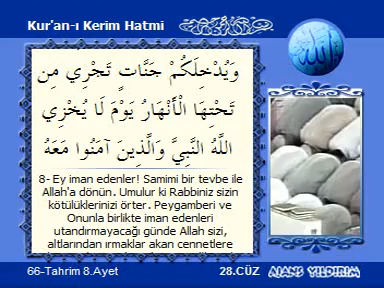 Kur'an-ı Kerim Hatmi
وَيُدْخِلَكُمْ جَنَّاتٍ تَجْرِي مِن
تَحْتِهَا الْأَنْهَارُ يَوْمَ لَا يُخْزِي
اللَّهُ النَّبِيَّ وَالَّذِينَ آمَنُوا مَعَهُ
8- Ey iman edenler! Samimi bir tevbe ile
Allah'a dönün. Umulur ki Rabbiniz sizin
kötülüklerinizi örter. Peygamberi ve
Onunla birlikte iman edenleri
utandırmayacağı günde Allah sizi,
altlarından ırmaklar akan cennetlere
الله
66-Tahrim 8.Ayet
28.CÜZ
AJANS YILDIRIM